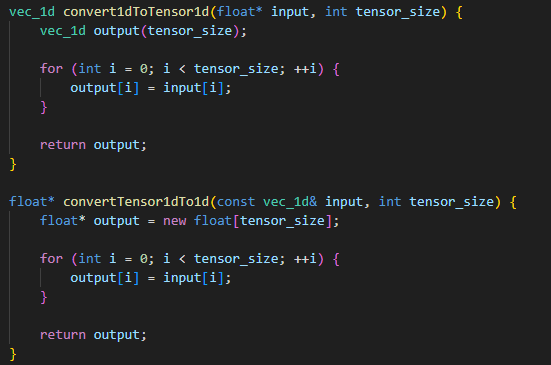 vec_1d convert1dToTensor1d(float* input, int tensor_size) {
    vec_1d output(tensor_size);

    for (int i = 0; i < tensor_size; ++i) {
        output[i] = input[i];
    }

    return output;
}

float* convertTensor1dTo1d(const vec_1d& input, int tensor_size) {
    float* output = new float[tensor_size];

    for (int i = 0; i < tensor_size; ++i) {
        output[i] = input[i];
    }

    return output;
}